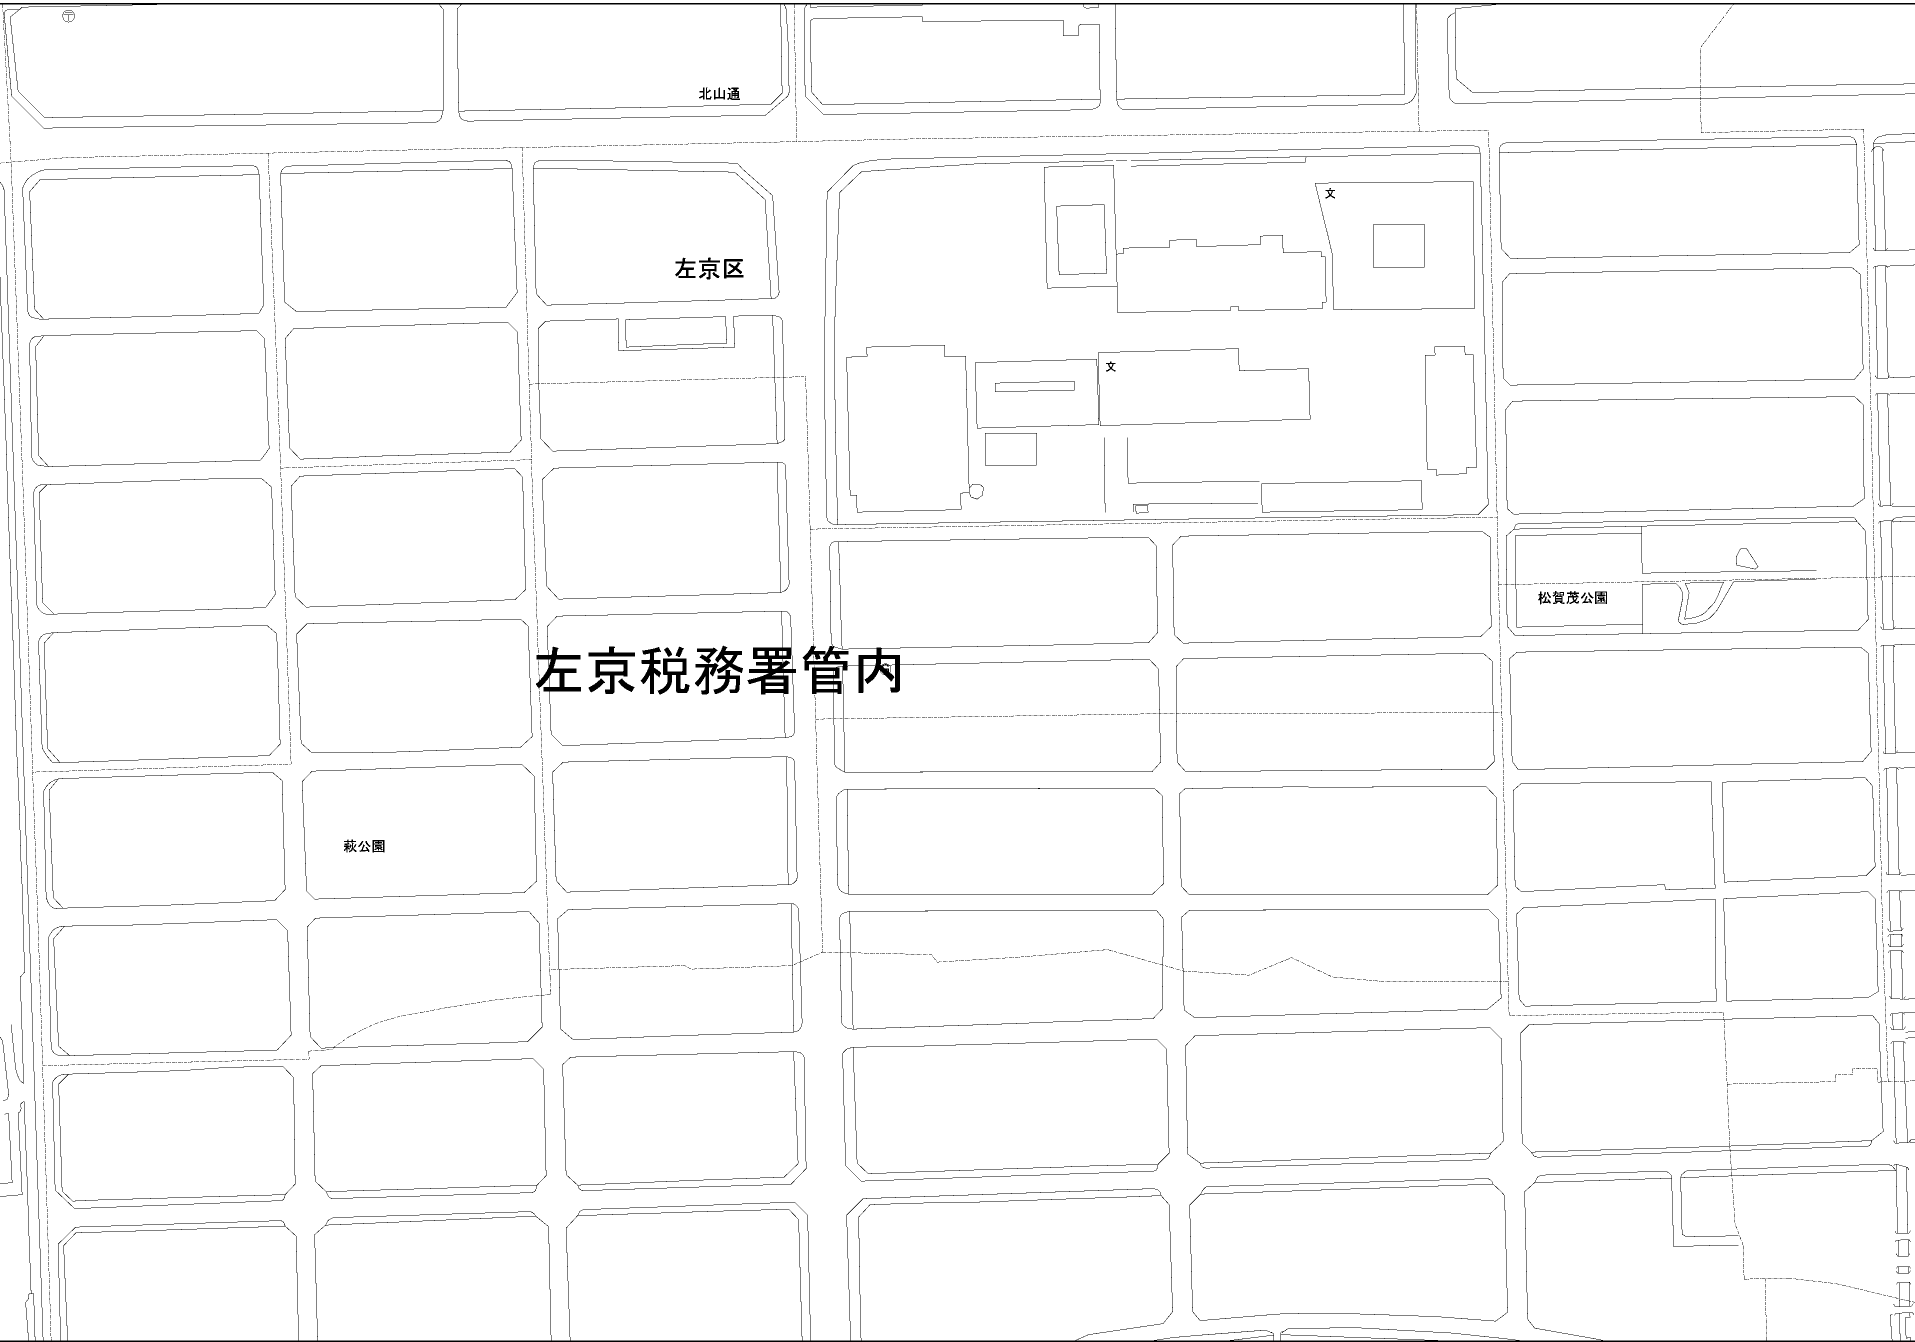 北山通
文
左京区
文
松賀茂公園
左京税務署管内
萩公園